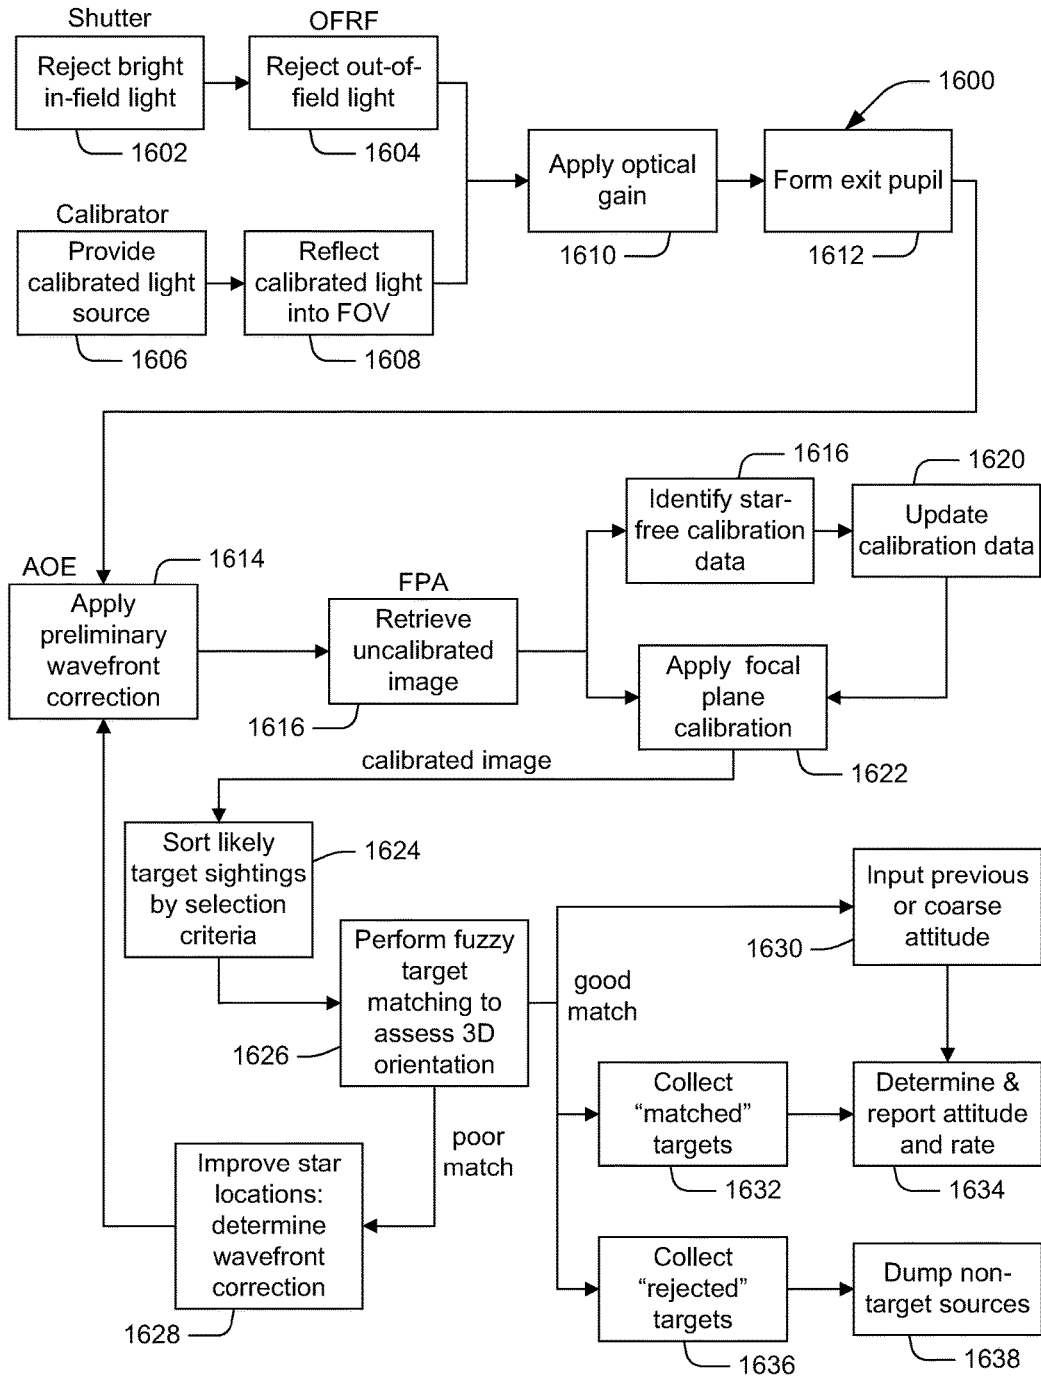 Shutter
OFRF
Reject bright
in-field light
1602
Reject out-of-
field light
1604
1600
Apply optical
gain
1610
Form exit pupil
1612
Calibrator
Provide
calibrated light
source
1606
Reflect
calibrated light
into FOV
1608
1616
Identify star-
free calibration
data
1620
Update
calibration data
AOE
1614
Apply
preliminary
wavefront
correction
FPA
Retrieve
uncalibrated
image
1616
Apply focal
plane
calibration
1622
calibrated image
Sort likely
target sightings
by selection
criteria
1624
Perform fuzzy
target
matching to
assess 3D
orientation
1626
good
match
Input previous
or coarse
attitude
1630
Collect
“matched”
targets
1632
Determine &
report attitude
and rate
1634
poor
match
Improve star
locations:
determine
wavefront
correction
1628
Collect
“rejected”
targets
1636
Dump non-
target sources
1638